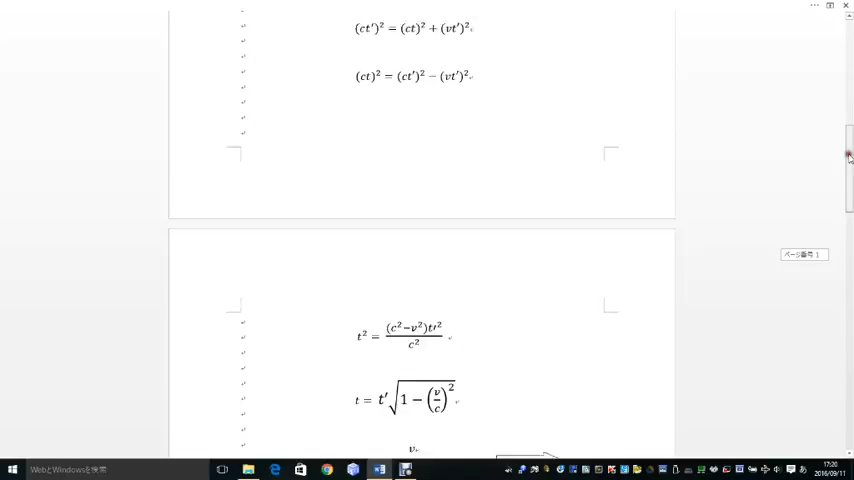 (ct′)² = (ct)² + (vt′)²
(ct)² = (ct′)² − (vt′)²
ページ番号 1
t² = (c²−v²)t′² / c²
t = t′√(1 − (v/c)²)
v
WebとWindowsを検索
あ
17:20
2016/09/11